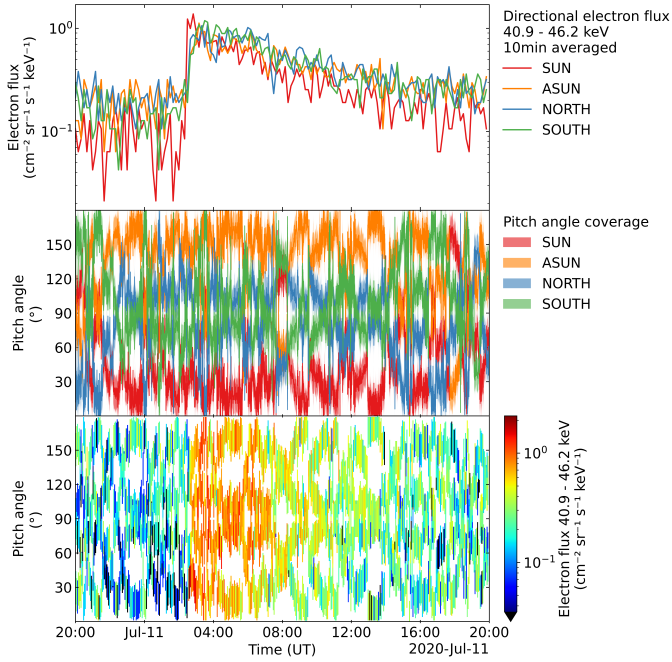 Directional electron flux
40.9 - 46.2 keV
10min averaged
SUN
ASUN
NORTH
SOUTH
Electron flux
(cm⁻² sr⁻¹ s⁻¹ keV⁻¹)
10⁰
10⁻¹
Pitch angle coverage
SUN
ASUN
NORTH
SOUTH
Pitch angle
(°)
150
120
90
60
30
Pitch angle
(°)
150
120
90
60
30
10⁰
10⁻¹
Electron flux 40.9 - 46.2 keV
(cm⁻² sr⁻¹ s⁻¹ keV⁻¹)
20:00 Jul-11 04:00 08:00 12:00 16:00 20:00
Time (UT) 2020-Jul-11